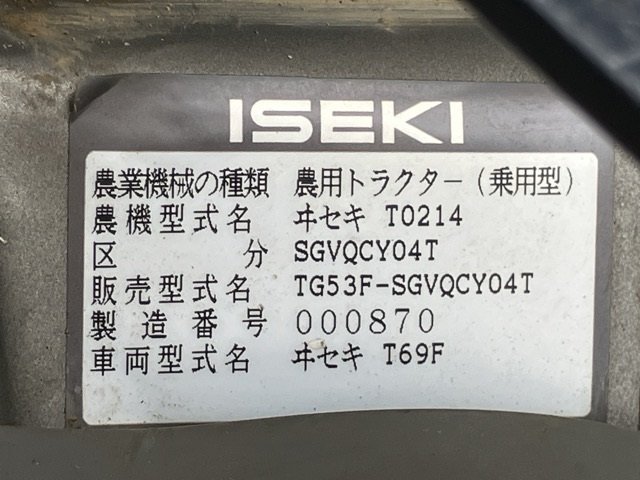 ISEKI
農業機械の種類 農用トラクター(乗用型)
農機型式名 ヰセキ T0214
区分 SGVQCY04T
販売型式名 TG53F-SGVQCY04T
製造番号 000870
車両型式名 ヰセキ T69F